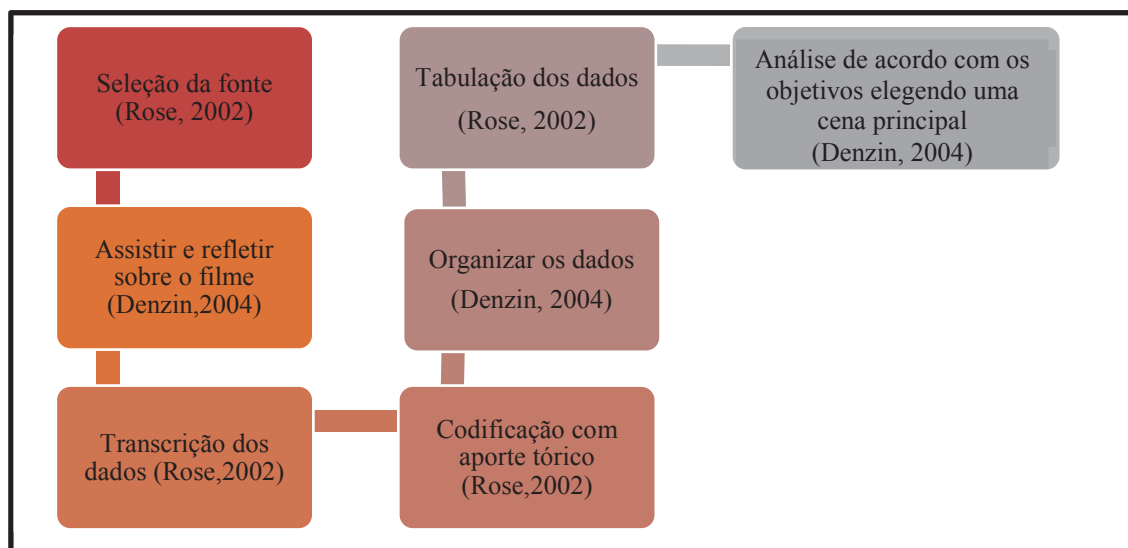 Seleção da fonte
(Rose, 2002)
Assistir e refletir
sobre o filme
(Denzin,2004)
Transcrição dos
dados (Rose,2002)
Codificação com
aporte tórico
(Rose,2002)
Organizar os dados
(Denzin, 2004)
Tabulação dos dados
(Rose, 2002)
Análise de acordo com os
objetivos elegendo uma
cena principal
(Denzin, 2004)